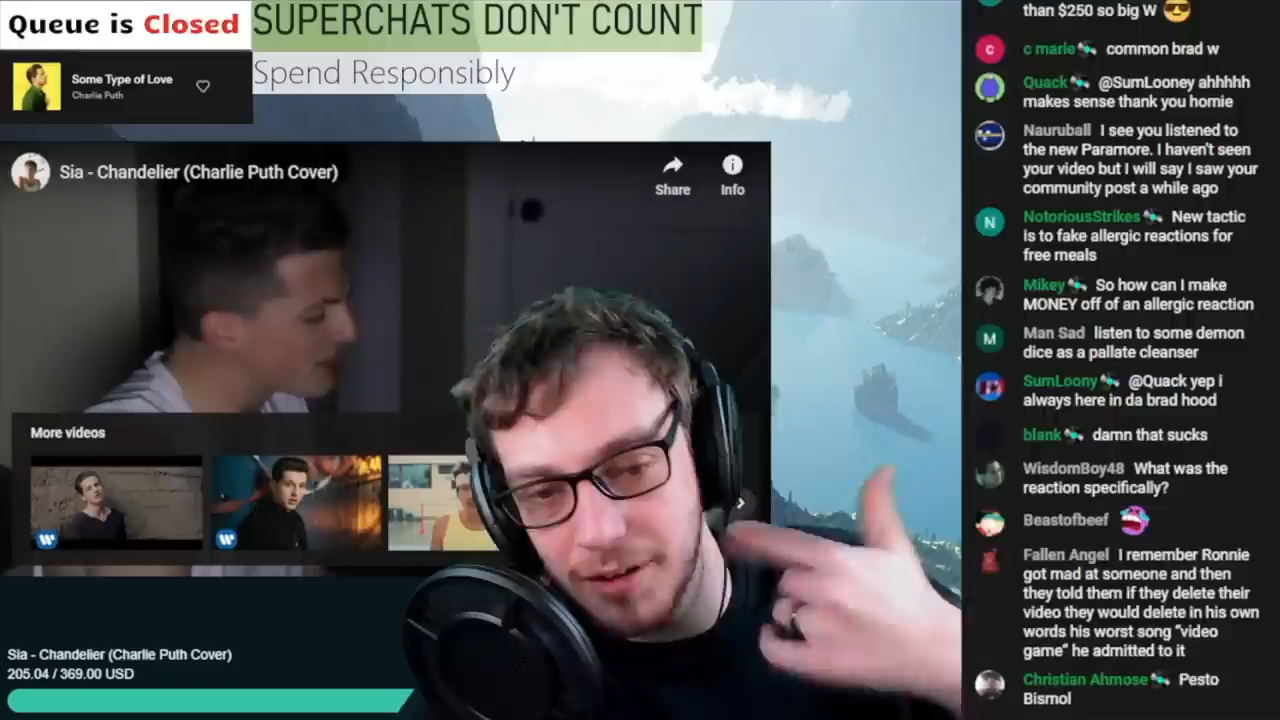 Queue is Closed
SUPERCHATS DON'T COUNT
Spend Responsibly
Some Type of Love
Charlie Puth
Sia - Chandelier (Charlie Puth Cover)
Share
Info
More videos
Sia - Chandelier (Charlie Puth Cover)
205.04 / 369.00 USD
than $250 so big W
c marie common brad w
Quack @SumLooney ahhhhh
makes sense thank you homie
Nauruball I see you listened to
the new Paramore. I haven't seen
your video but I will say I saw your
community post a while ago
NotoriousStrikes New tactic
is to fake allergic reactions for
free meals
Mikey So how can I make
MONEY off of an allergic reaction
Man Sad listen to some demon
dice as a pallate cleanser
SumLoony @Quack yep i
always here in da brad hood
blank damn that sucks
WisdomBoy48 What was the
reaction specifically?
Beastofbeef
Fallen Angel I remember Ronnie
got mad at someone and then
they told them if they delete their
video they would delete in his own
words his worst song "video
game" he admitted to it
Christian Ahmose Pesto
Bismol